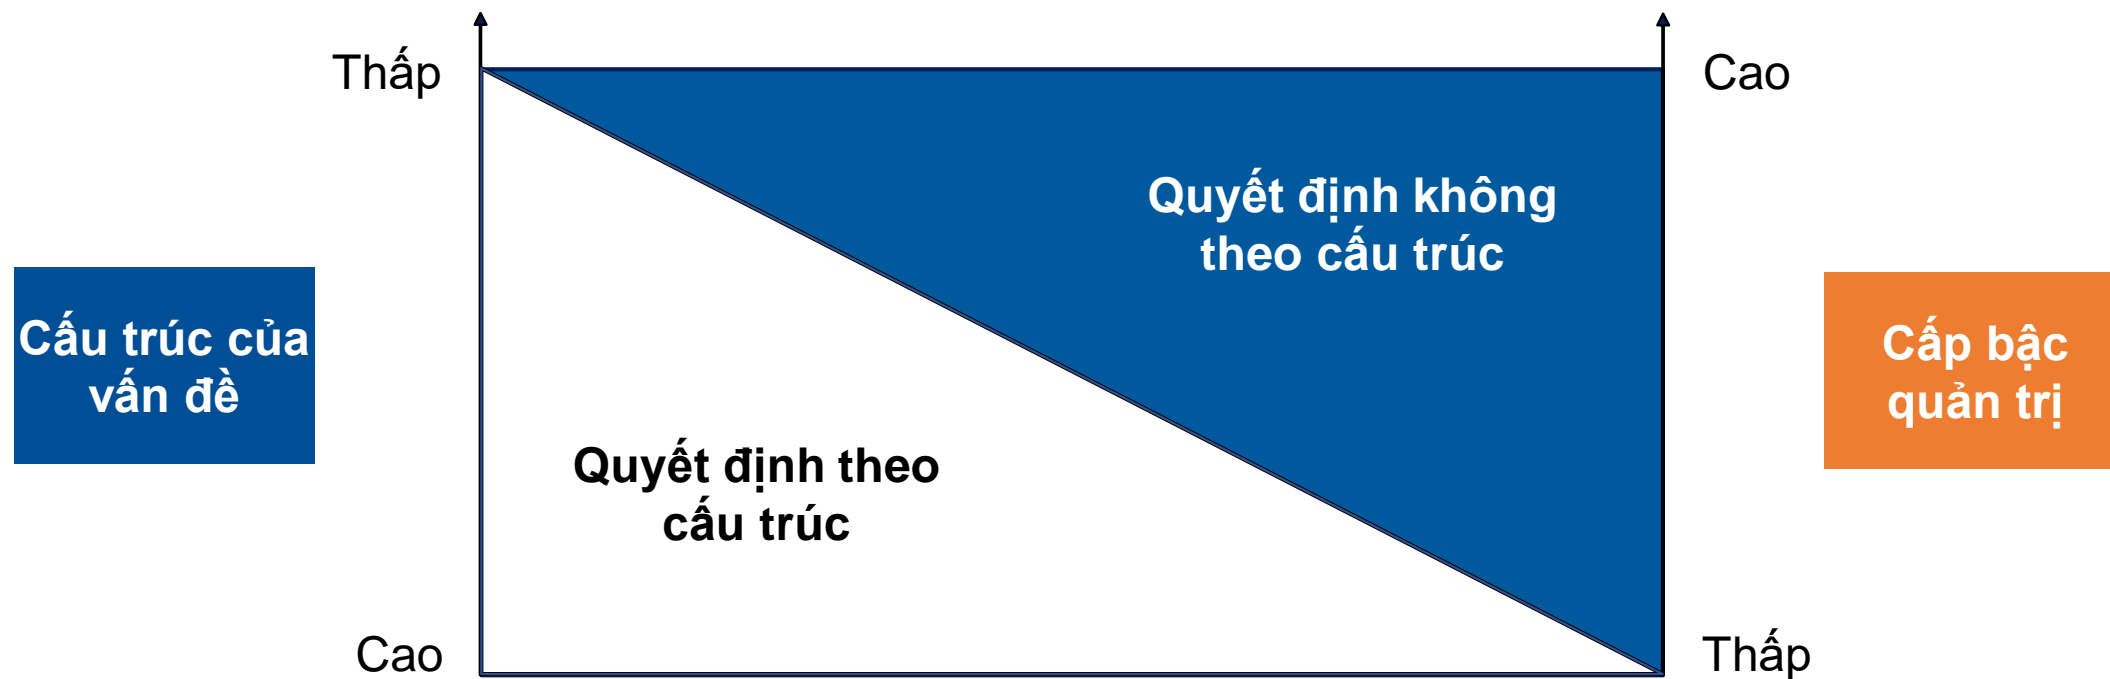 Thấp
Cao
Quyết định không
theo cấu trúc
Cấu trúc của
vấn đề
Cấp bậc
quản trị
Quyết định theo
cấu trúc
Cao
Thấp